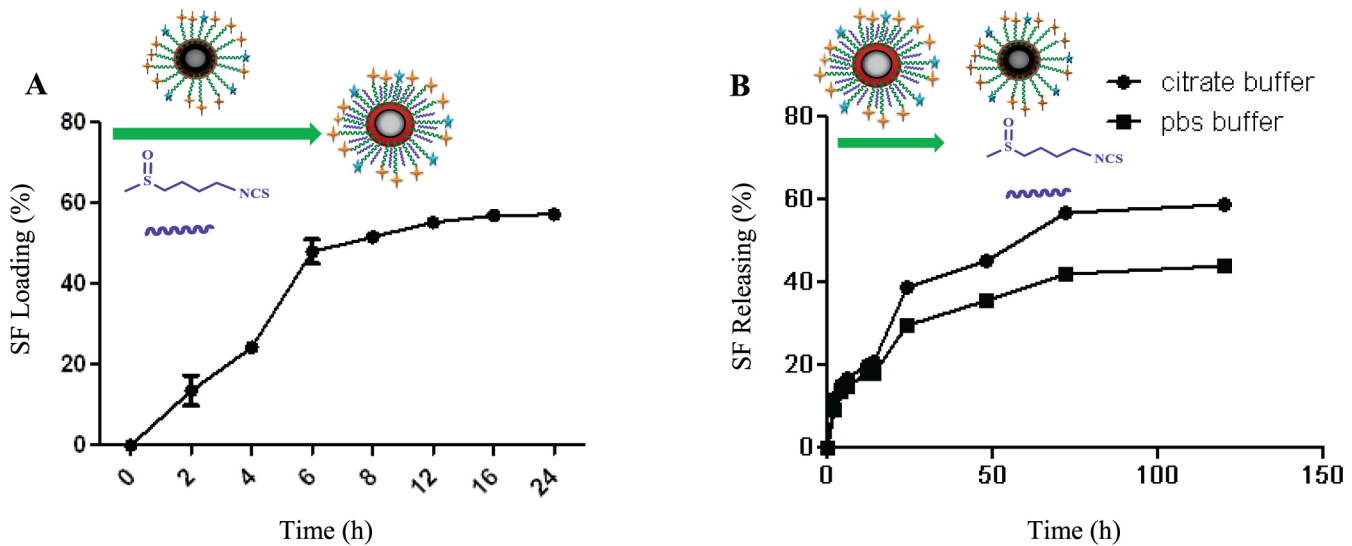 A
80
60
40
20
0
SF Loading (%)
O
S
NCS
0 2 4 6 8 12 16 24
Time (h)
B
citrate buffer
pbs buffer
80
60
40
20
0
SF Releasing (%)
O
S
NCS
0 50 100 150
Time (h)